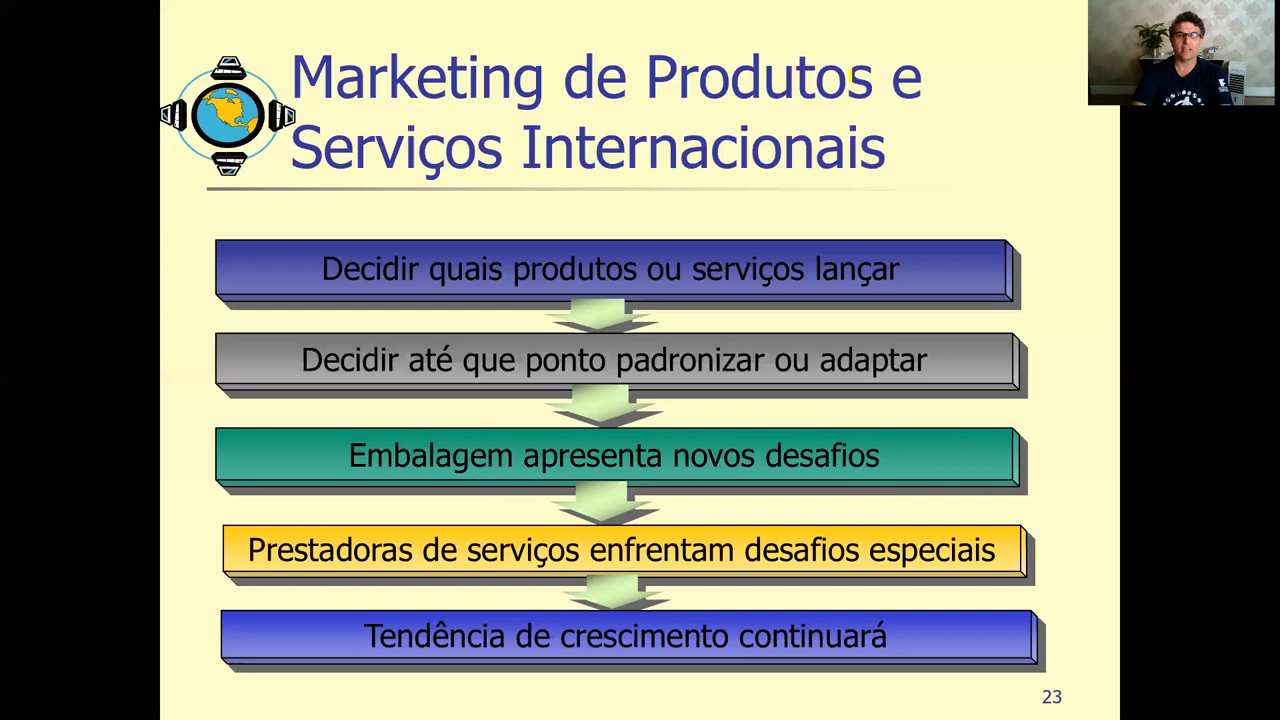 Marketing de Produtos e
Serviços Internacionais
Decidir quais produtos ou serviços lançar
Decidir até que ponto padronizar ou adaptar
Embalagem apresenta novos desafios
Prestadoras de serviços enfrentam desafios especiais
Tendência de crescimento continuará
23